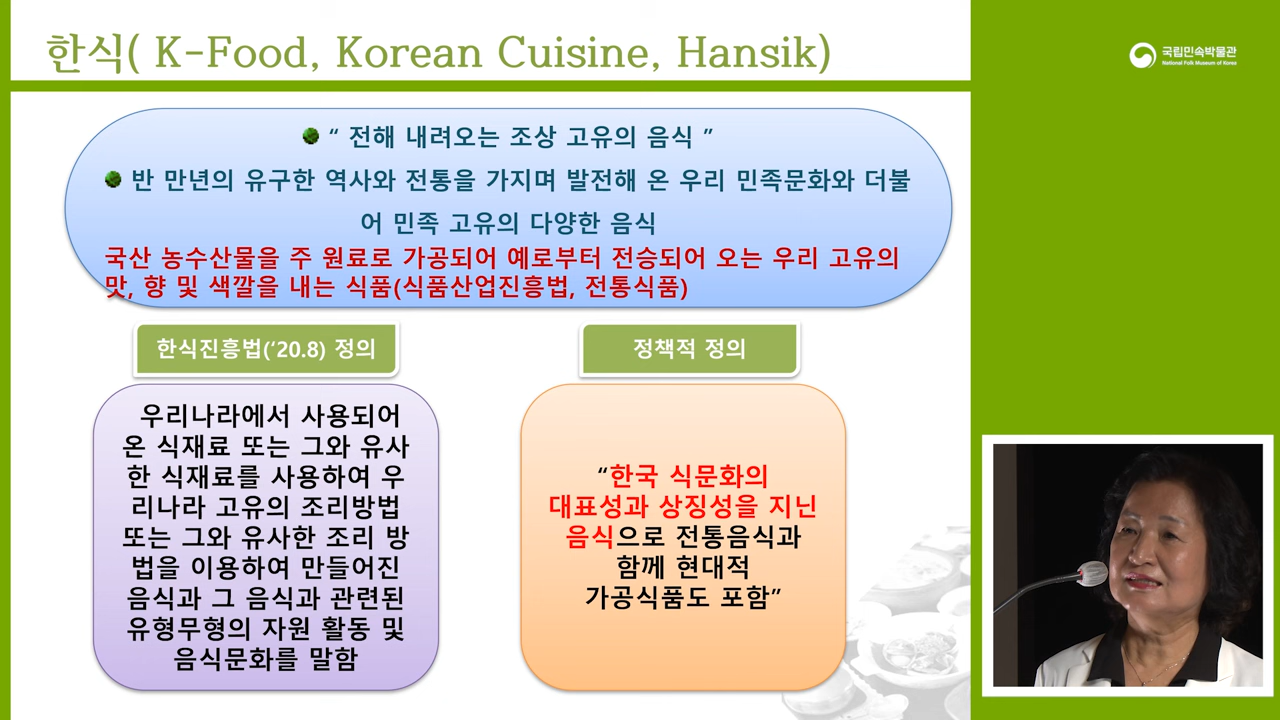 한식( K-Food, Korean Cuisine, Hansik)
국립민속박물관
National Folk Museum of Korea
“ 전해 내려오는 조상 고유의 음식 ”
반 만년의 유구한 역사와 전통을 가지며 발전해 온 우리 민족문화와 더불
어 민족 고유의 다양한 음식
국산 농수산물을 주 원료로 가공되어 예로부터 전승되어 오는 우리 고유의
맛, 향 및 색깔을 내는 식품(식품산업진흥법, 전통식품)
한식진흥법(‘20.8) 정의
우리나라에서 사용되어
온 식재료 또는 그와 유사
한 식재료를 사용하여 우
리나라 고유의 조리방법
또는 그와 유사한 조리 방
법을 이용하여 만들어진
음식과 그 음식과 관련된
유형무형의 자원 활동 및
음식문화를 말함
정책적 정의
“한국 식문화의
대표성과 상징성을 지닌
음식으로 전통음식과
함께 현대적
가공식품도 포함”